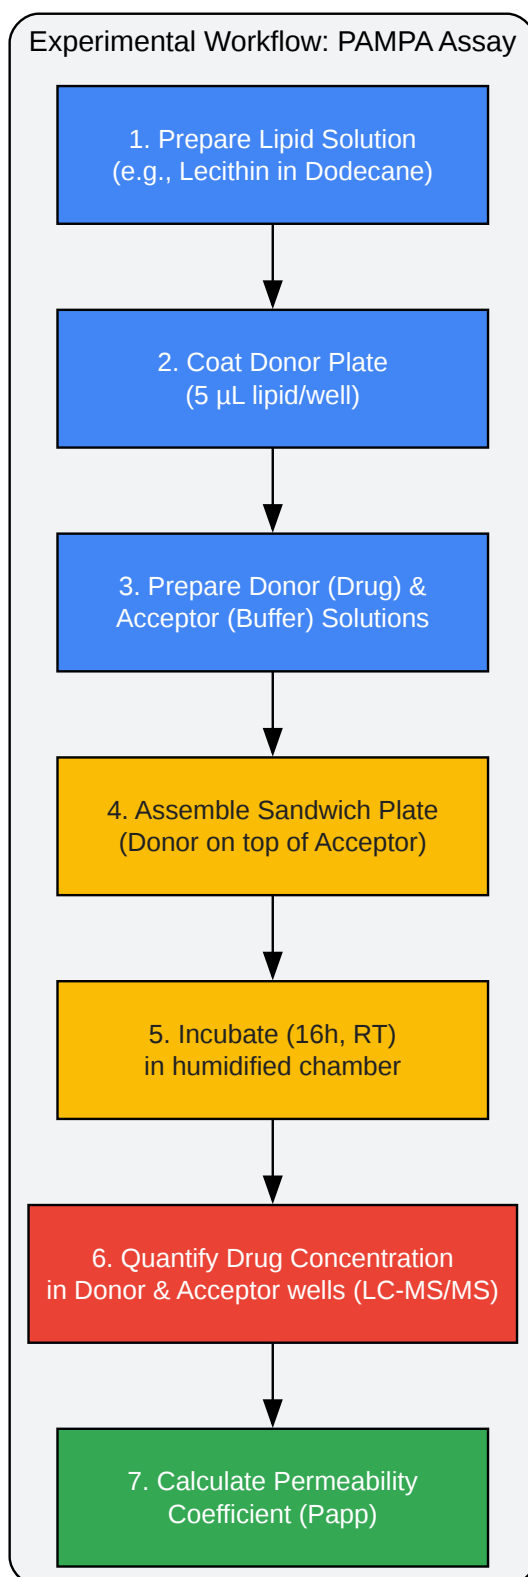 Experimental Workflow: PAMPA Assay
1. Prepare Lipid Solution
(e.g., Lecithin in Dodecane)
2. Coat Donor Plate
(5 µL lipid/well)
3. Prepare Donor (Drug) &
Acceptor (Buffer) Solutions
4. Assemble Sandwich Plate
(Donor on top of Acceptor)
5. Incubate (16h, RT)
in humidified chamber
6. Quantify Drug Concentration
in Donor & Acceptor wells (LC-MS/MS)
7. Calculate Permeability
Coefficient (Papp)